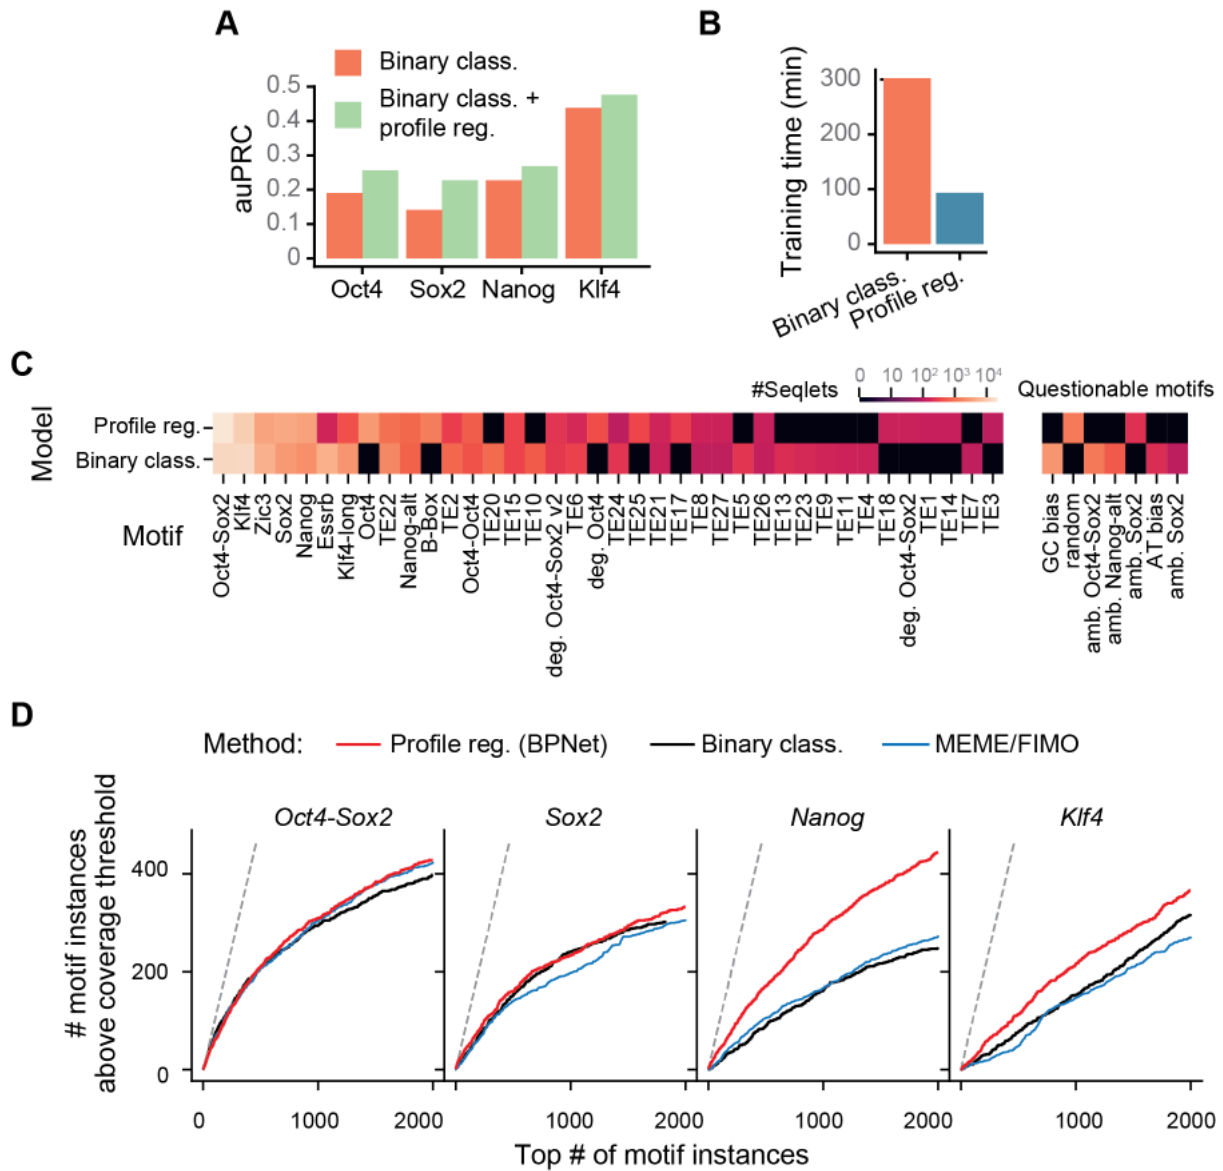 A
Binary class.
Binary class. +
profile reg.
auPRC
0.5
0.4
0.3
0.2
0.1
0
Oct4 Sox2 Nanog Klf4
B
Training time (min)
300
200
100
0
Binary class.
Profile reg.
C
#Seqlets
0 10 10² 10³ 10⁴
Questionable motifs
Model
Profile reg.
Binary class.
Motif
Oct4-Sox2
Klf4
Zic3
Sox2
Nanog
Essrb
Klf4-long
Oct4
TE22
Nanog-alt
B-Box
TE2
Oct4-Oct4
TE20
TE15
TE10
deg. Oct4-Sox2 v2
TE6
deg. Oct4
TE24
TE25
TE21
TE17
TE8
TE27
TE5
TE26
TE13
TE23
TE9
TE11
TE4
TE18
deg. Oct4-Sox2
TE1
TE14
TE7
TE3
GC bias
random
amb. Oct4-Sox2
amb. Nanog-alt
amb. Sox2
AT bias
amb. Sox2
D
Method: Profile reg. (BPNet) Binary class. MEME/FIMO
# motif instances
above coverage threshold
Oct4-Sox2 Sox2 Nanog Klf4
400
200
0
0 1000 2000 1000 2000 1000 2000 1000 2000
Top # of motif instances